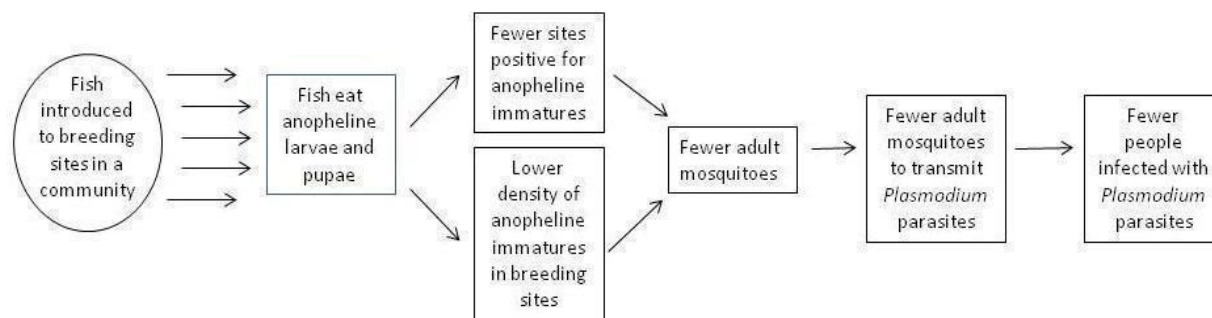 Fish
introduced
to breeding
sites in a
community
Fish eat
anopheline
larvae and
pupae
Fewer sites
positive for
anopheline
immatures
Lower
density of
anopheline
immatures
in breeding
sites
Fewer adult
mosquitoes
Fewer adult
mosquitoes
to transmit
Plasmodium
parasites
Fewer
people
infected with
Plasmodium
parasites